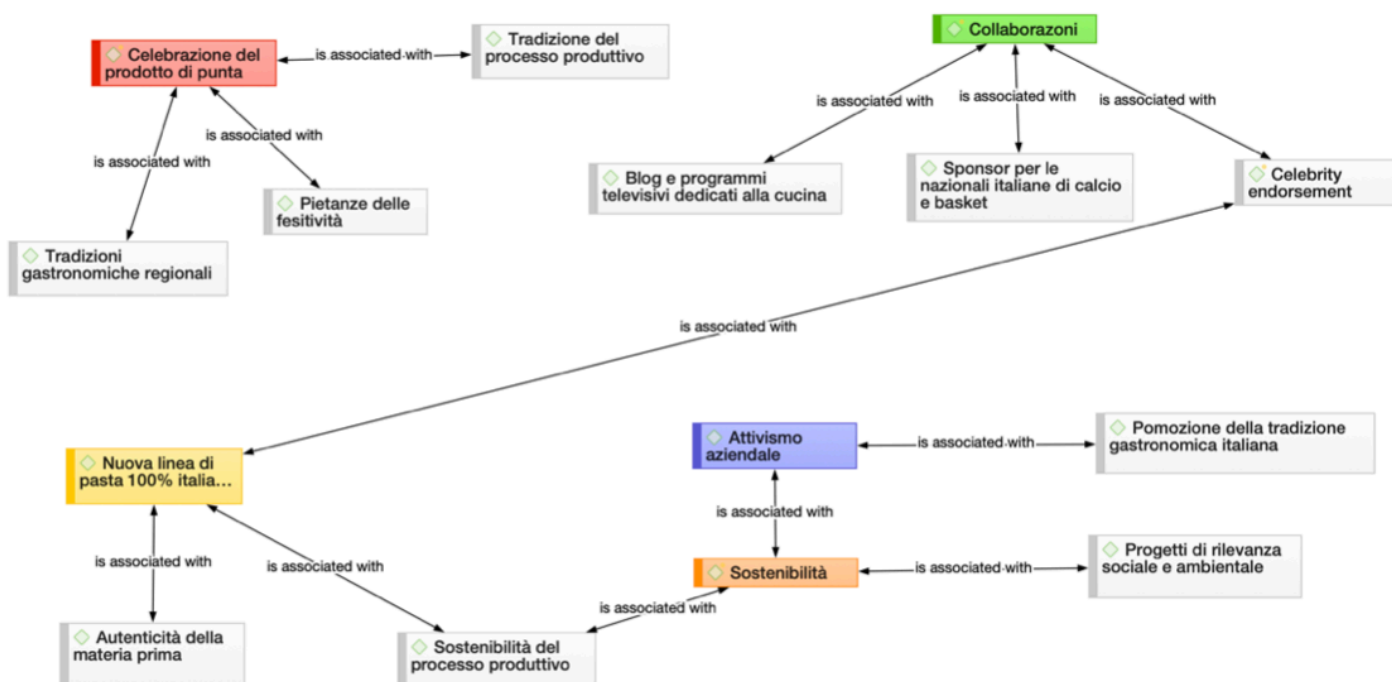 Celebrazione del
prodotto di punta
is associated with
Tradizione del
processo produttivo
is associated with
is associated with
Pietanze delle
fesitività
Tradizioni
gastronomiche regionali
Collaborazoni
is associated with
is associated with
is associated with
Blog e programmi
televisivi dedicati alla cucina
Sponsor per le
nazionali italiane di calcio
e basket
Celebrity
endorsement
is associated with
Nuova linea di
pasta 100% italia...
is associated with
is associated with
Autenticità della
materia prima
Sostenibilità del
processo produttivo
Attivismo
aziendale
is associated with
Pomozione della tradizione
gastronomica italiana
is associated with
Sostenibilità
is associated with
Progetti di rilevanza
sociale e ambientale
is associated with